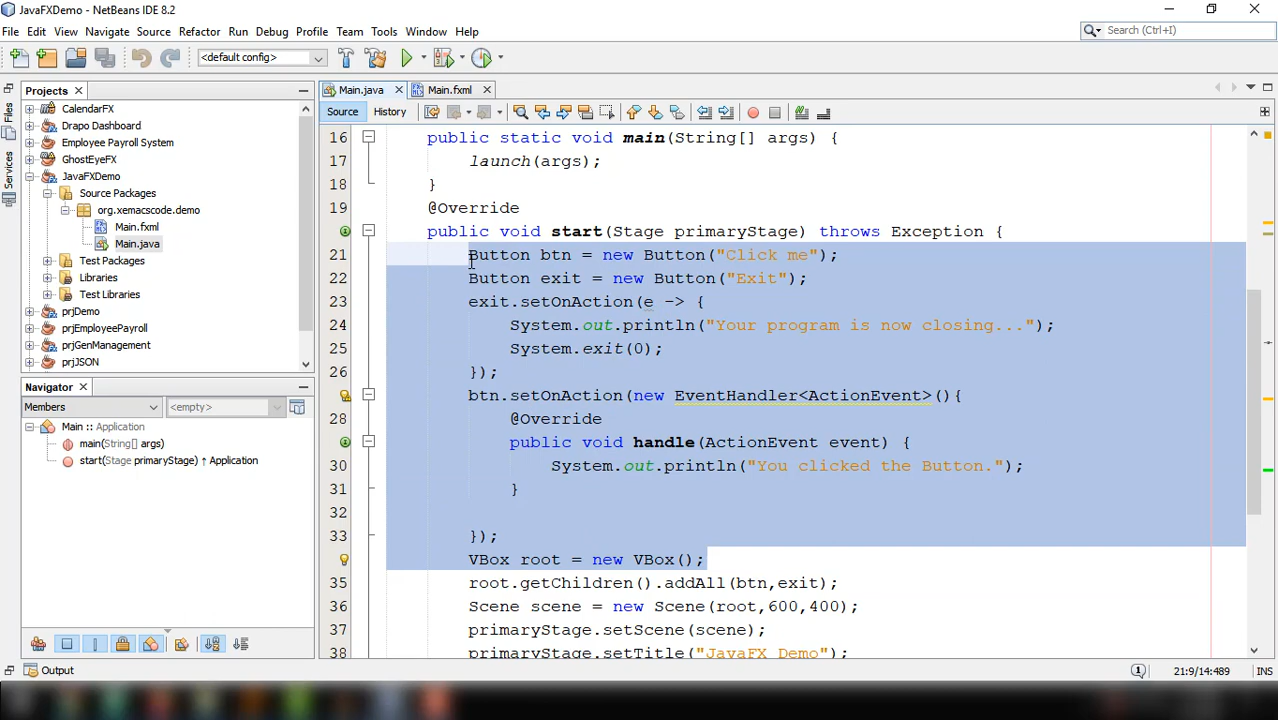 JavaFXDemo - NetBeans IDE 8.2
File Edit View Navigate Source Refactor Run Debug Profile Team Tools Window Help
Search (Ctrl+I)
<default config>
Files
Services
Projects
CalendarFX
Drapo Dashboard
Employee Payroll System
GhostEyeFX
JavaFXDemo
Source Packages
org.xemacscode.demo
Main.fxml
Main.java
Test Packages
Libraries
Test Libraries
prjDemo
prjEmployeePayroll
prjGenManagement
prjJSON
Navigator
Members
<empty>
Main :: Application
main(String[] args)
start(Stage primaryStage) ↑ Application
Main.java
Main.fxml
Source History
16 public static void main(String[] args) {
17 launch(args);
18 }
19 @Override
public void start(Stage primaryStage) throws Exception {
21 Button btn = new Button("Click me");
22 Button exit = new Button("Exit");
23 exit.setOnAction(e -> {
24 System.out.println("Your program is now closing...");
25 System.exit(0);
26 });
btn.setOnAction(new EventHandler<ActionEvent>(){
28 @Override
public void handle(ActionEvent event) {
30 System.out.println("You clicked the Button.");
31 }
32
33 });
VBox root = new VBox();
35 root.getChildren().addAll(btn,exit);
36 Scene scene = new Scene(root,600,400);
37 primaryStage.setScene(scene);
38 primaryStage.setTitle("JavaFX Demo");
Output
1
21:9/14:489
INS